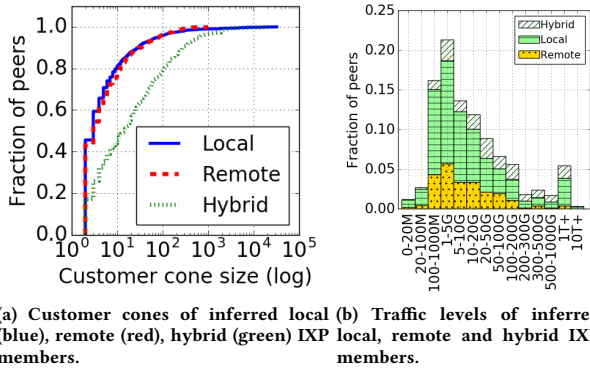 Fraction of peers
1.0
0.8
0.6
0.4
0.2
0.0
Local
Remote
Hybrid
10^0 10^1 10^2 10^3 10^4 10^5
Customer cone size (log)
(a) Customer cones of inferred local
(blue), remote (red), hybrid (green) IXP
members.
Fraction of peers
0.25
0.20
0.15
0.10
0.05
0.00
Hybrid
Local
Remote
0-20M
20-100M
100-1000M
1-5G
5-10G
10-20G
20-50G
50-100G
100-200G
200-300G
300-500G
500-1000G
1T+
10T+
(b) Traffic levels of inferre
local, remote and hybrid IX
members.